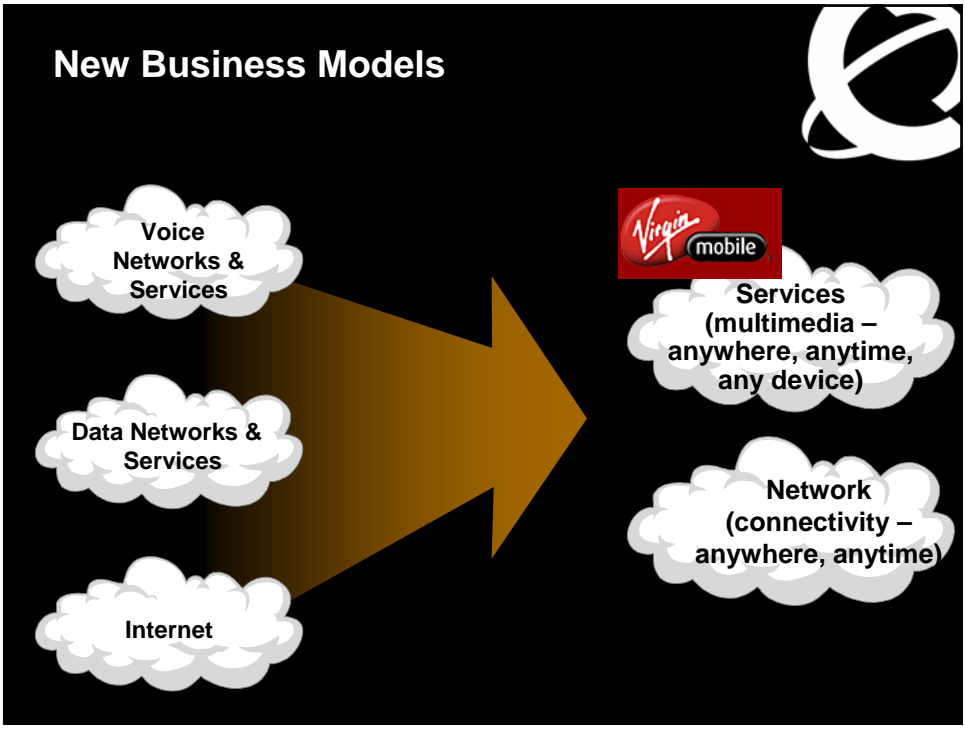 New Business Models
Voice
Networks &
Services
Data Networks &
Services
Internet
Virgin
mobile
Services
(multimedia –
anywhere, anytime,
any device)
Network
(connectivity –
anywhere, anytime)